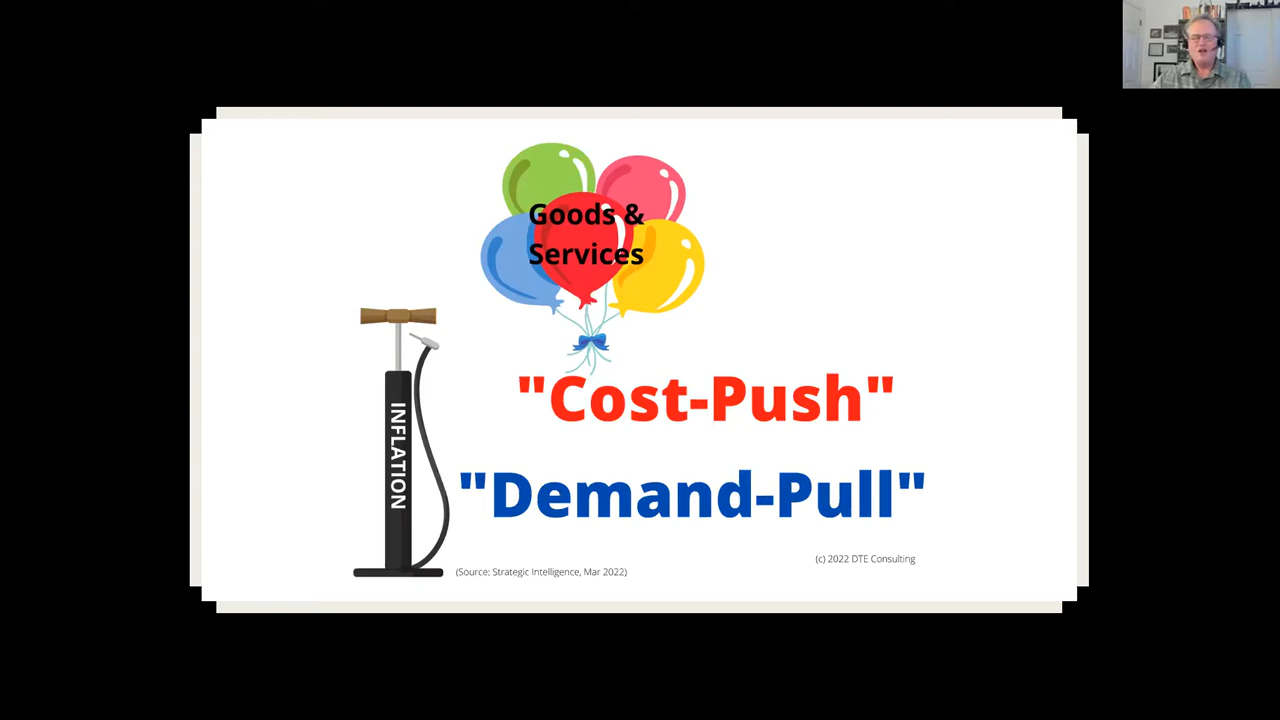 Goods &
Services
"Cost-Push"
INFLATION
"Demand-Pull"
(c) 2022 DTE Consulting
(Source: Strategic Intelligence, Mar 2022)